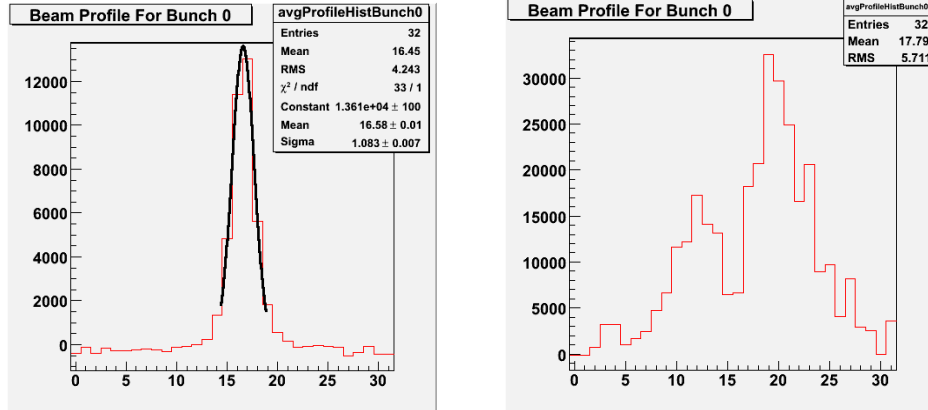 Beam Profile For Bunch 0
avgProfileHistBunch0
Entries 32
Mean 16.45
RMS 4.243
χ² / ndf 33 / 1
Constant 1.361e+04 ± 100
Mean 16.58 ± 0.01
Sigma 1.083 ± 0.007
12000
10000
8000
6000
4000
2000
0
0 5 10 15 20 25 30
Beam Profile For Bunch 0
avgProfileHistBunch0
Entries 32
Mean 17.79
RMS 5.711
30000
25000
20000
15000
10000
5000
0
0 5 10 15 20 25 30